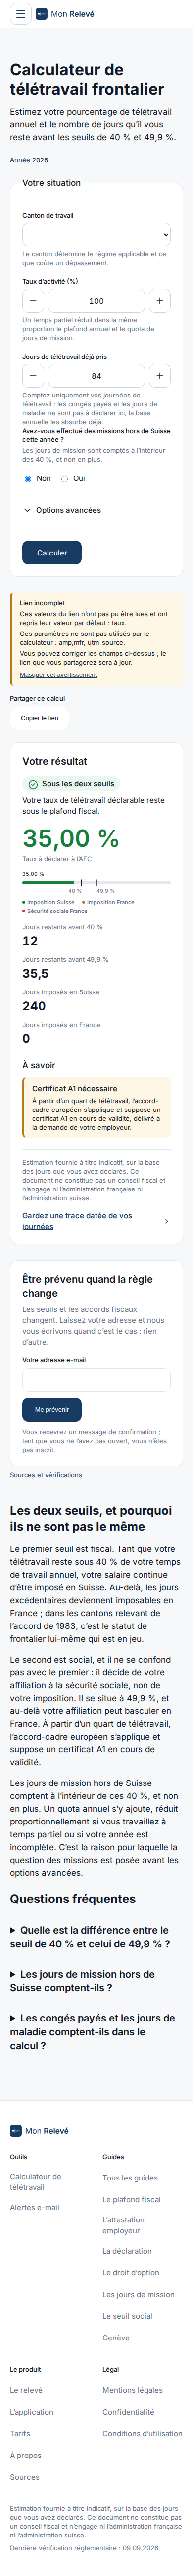 Mon Relevé
Calculateur de
télétravail frontalier
Estimez votre pourcentage de télétravail
annuel et le nombre de jours qu'il vous
reste avant les seuils de 40 % et 49,9 %.
Année 2026
Votre situation
Canton de travail
Le canton détermine le régime applicable et ce
que coûte un dépassement.
Taux d'activité (%)
− 100 +
Un temps partiel réduit dans la même
proportion le plafond annuel et le quota de
jours de mission.
Jours de télétravail déjà pris
− 84 +
Comptez uniquement vos journées de
télétravail : les congés payés et les jours de
maladie ne sont pas à déclarer ici, la base
annuelle les absorbe déjà.
Avez-vous effectué des missions hors de Suisse
cette année ?
Les jours de mission sont comptés à l'intérieur
des 40 %, et non en plus.
Non Oui
Options avancées
Calculer
Lien incomplet
Ces valeurs du lien n'ont pas pu être lues et ont
repris leur valeur par défaut : taux.
Ces paramètres ne sont pas utilisés par le
calculateur : amp;mfr, utm_source.
Vous pouvez corriger les champs ci-dessus ; le
lien que vous partagerez sera à jour.
Masquer cet avertissement
Partager ce calcul
Copier le lien
Votre résultat
Sous les deux seuils
Votre taux de télétravail déclarable reste
sous le plafond fiscal.
35,00 %
Taux à déclarer à l'AFC
35,00 %
40 % 49,9 %
Imposition Suisse Imposition France
Sécurité sociale France
Jours restants avant 40 %
12
Jours restants avant 49,9 %
35,5
Jours imposés en Suisse
240
Jours imposés en France
0
À savoir
Certificat A1 nécessaire
À partir d'un quart de télétravail, l'accord-
cadre européen s'applique et suppose un
certificat A1 en cours de validité, délivré à
la demande de votre employeur.
Estimation fournie à titre indicatif, sur la base
des jours que vous avez déclarés. Ce
document ne constitue pas un conseil fiscal et
n'engage ni l'administration française ni
l'administration suisse.
Gardez une trace datée de vos
journées
Être prévenu quand la règle
change
Les seuils et les accords fiscaux
changent. Laissez votre adresse et nous
vous écrivons quand c'est le cas : rien
d'autre.
Votre adresse e-mail
Me prévenir
Vous recevrez un message de confirmation ;
tant que vous ne l'avez pas ouvert, vous n'êtes
pas inscrit.
Sources et vérifications
Les deux seuils, et pourquoi
ils ne sont pas le même
Le premier seuil est fiscal. Tant que votre
télétravail reste sous 40 % de votre temps
de travail annuel, votre salaire continue
d'être imposé en Suisse. Au-delà, les jours
excédentaires deviennent imposables en
France ; dans les cantons relevant de
l'accord de 1983, c'est le statut de
frontalier lui-même qui est en jeu.
Le second est social, et il ne se confond
pas avec le premier : il décide de votre
affiliation à la sécurité sociale, non de
votre imposition. Il se situe à 49,9 %, et
au-delà votre affiliation peut basculer en
France. À partir d'un quart de télétravail,
l'accord-cadre européen s'applique et
suppose un certificat A1 en cours de
validité.
Les jours de mission hors de Suisse
comptent à l'intérieur de ces 40 %, et non
en plus. Un quota annuel s'y ajoute, réduit
proportionnellement si vous travaillez à
temps partiel ou si votre année est
incomplète. C'est la raison pour laquelle la
question des missions est posée avant les
options avancées.
Questions fréquentes
Quelle est la différence entre le
seuil de 40 % et celui de 49,9 % ?
Les jours de mission hors de
Suisse comptent-ils ?
Les congés payés et les jours de
maladie comptent-ils dans le
calcul ?
Mon Relevé
Outils
Calculateur de
télétravail
Alertes e-mail
Guides
Tous les guides
Le plafond fiscal
L'attestation
employeur
La déclaration
Le droit d'option
Les jours de mission
Le seuil social
Genève
Le produit
Le relevé
L'application
Tarifs
À propos
Sources
Légal
Mentions légales
Confidentialité
Conditions d'utilisation
Estimation fournie à titre indicatif, sur la base des jours
que vous avez déclarés. Ce document ne constitue pas
un conseil fiscal et n'engage ni l'administration française ni
l'administration suisse.
Dernière vérification réglementaire : 09.09.2026